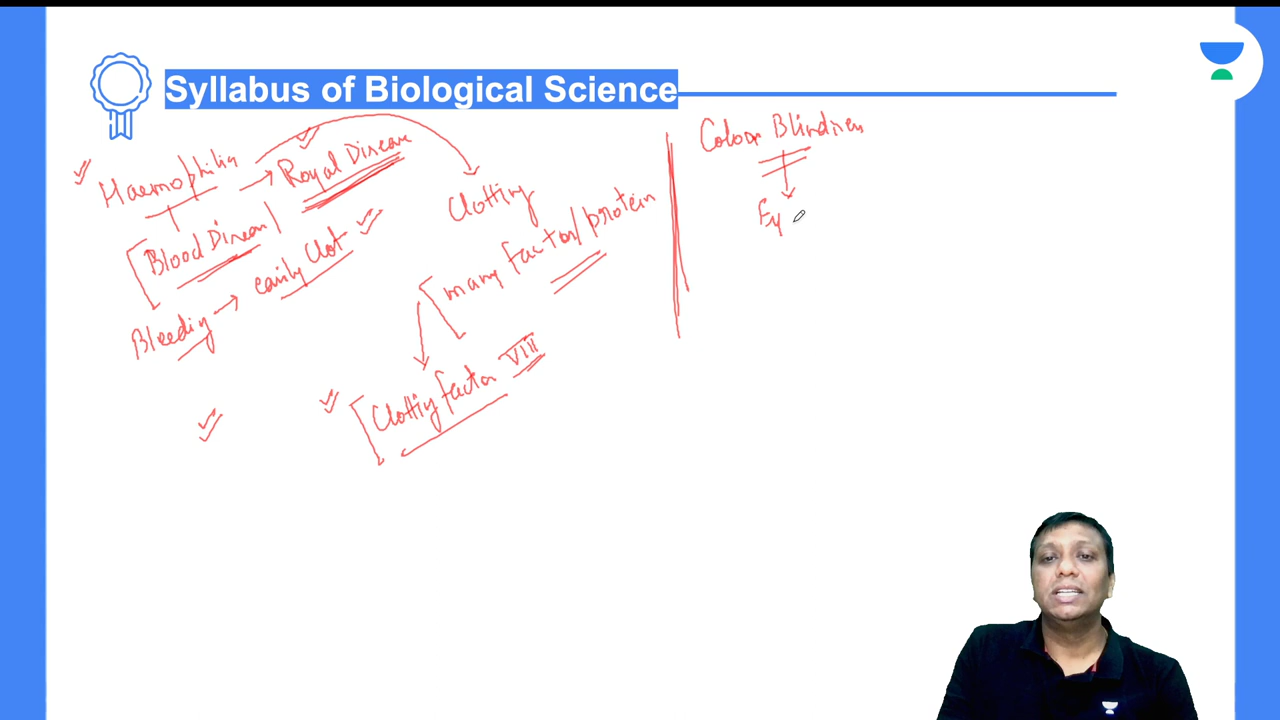 Syllabus of Biological Science
Haemophilia
Royal Disease
Blood Disease
Bleeding → easily Clot
Clotting
many factor/protein
Clotting factor VIII
Colour Blindness
Ey